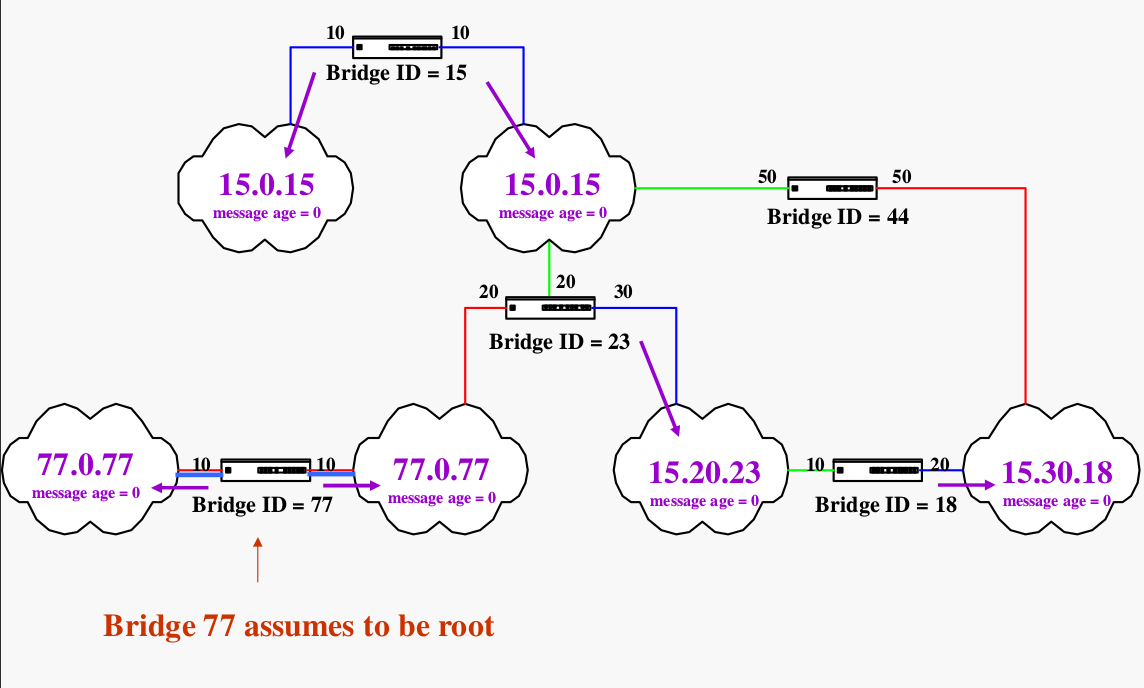 10 10
Bridge ID = 15
15.0.15
message age = 0
15.0.15
message age = 0
50 50
Bridge ID = 44
20 20 30
Bridge ID = 23
77.0.77
message age = 0
10 10
Bridge ID = 77
77.0.77
message age = 0
15.20.23
message age = 0
10 20
Bridge ID = 18
15.30.18
message age = 0
Bridge 77 assumes to be root